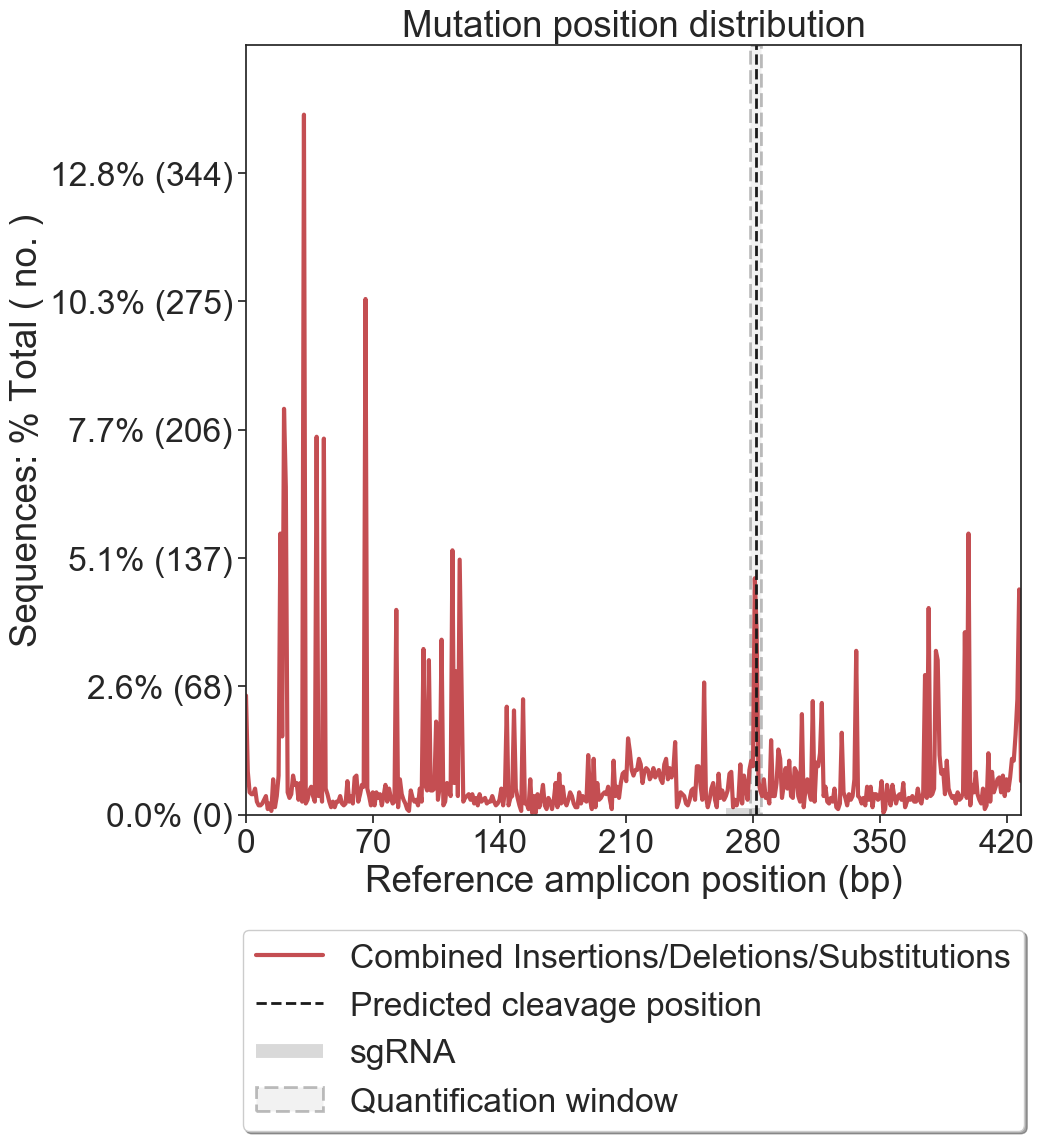 Mutation position distribution
Sequences: % Total ( no. )
12.8% (344)
10.3% (275)
7.7% (206)
5.1% (137)
2.6% (68)
0.0% (0)
0 70 140 210 280 350 420
Reference amplicon position (bp)
Combined Insertions/Deletions/Substitutions
Predicted cleavage position
sgRNA
Quantification window